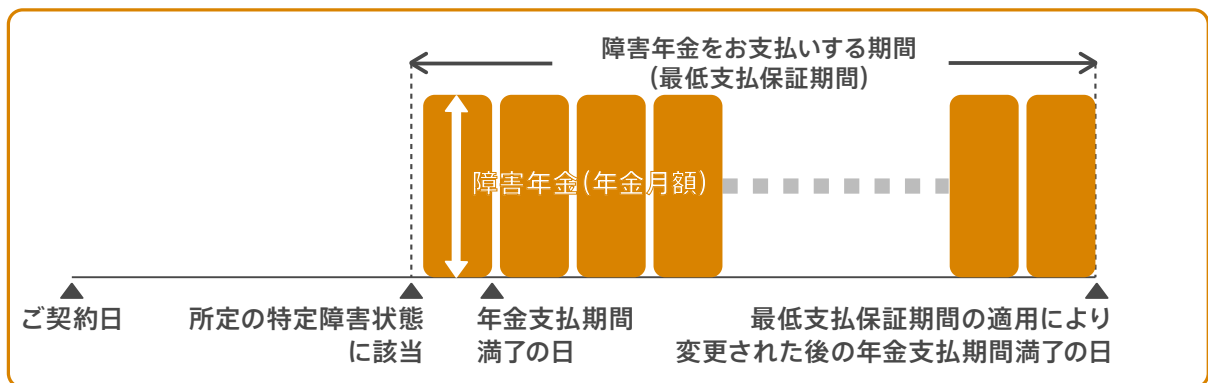 障害年金をお支払いする期間
(最低支払保証期間)
障害年金(年金月額)
ご契約日
所定の特定障害状態
に該当
年金支払期間
満了の日
最低支払保証期間の適用により
変更された後の年金支払期間満了の日